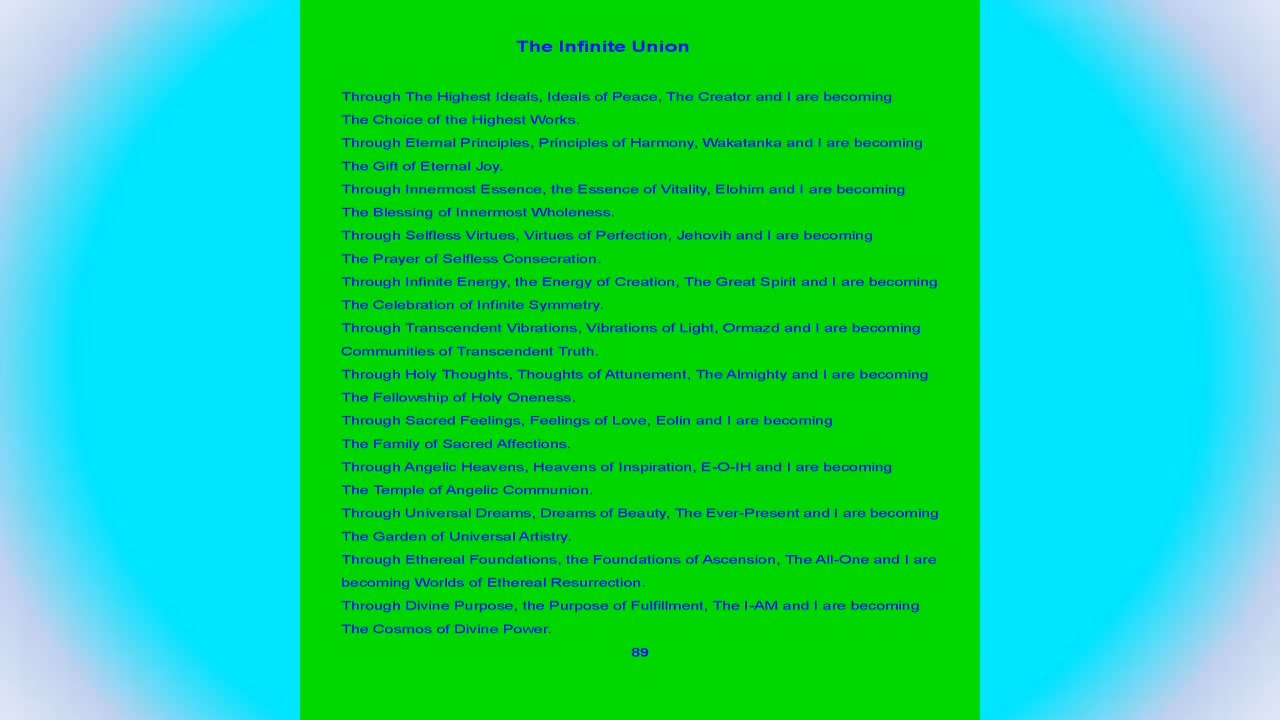 The Infinite Union
Through The Highest Ideals, Ideals of Peace, The Creator and I are becoming
The Choice of the Highest Works.
Through Eternal Principles, Principles of Harmony, Wakatanka and I are becoming
The Gift of Eternal Joy.
Through Innermost Essence, the Essence of Vitality, Elohim and I are becoming
The Blessing of Innermost Wholeness.
Through Selfless Virtues, Virtues of Perfection, Jehovih and I are becoming
The Prayer of Selfless Consecration.
Through Infinite Energy, the Energy of Creation, The Great Spirit and I are becoming
The Celebration of Infinite Symmetry.
Through Transcendent Vibrations, Vibrations of Light, Ormazd and I are becoming
Communities of Transcendent Truth.
Through Holy Thoughts, Thoughts of Attunement, The Almighty and I are becoming
The Fellowship of Holy Oneness.
Through Sacred Feelings, Feelings of Love, Eolin and I are becoming
The Family of Sacred Affections.
Through Angelic Heavens, Heavens of Inspiration, E-O-IH and I are becoming
The Temple of Angelic Communion.
Through Universal Dreams, Dreams of Beauty, The Ever-Present and I are becoming
The Garden of Universal Artistry.
Through Ethereal Foundations, the Foundations of Ascension, The All-One and I are
becoming Worlds of Ethereal Resurrection.
Through Divine Purpose, the Purpose of Fulfillment, The I-AM and I are becoming
The Cosmos of Divine Power.
89